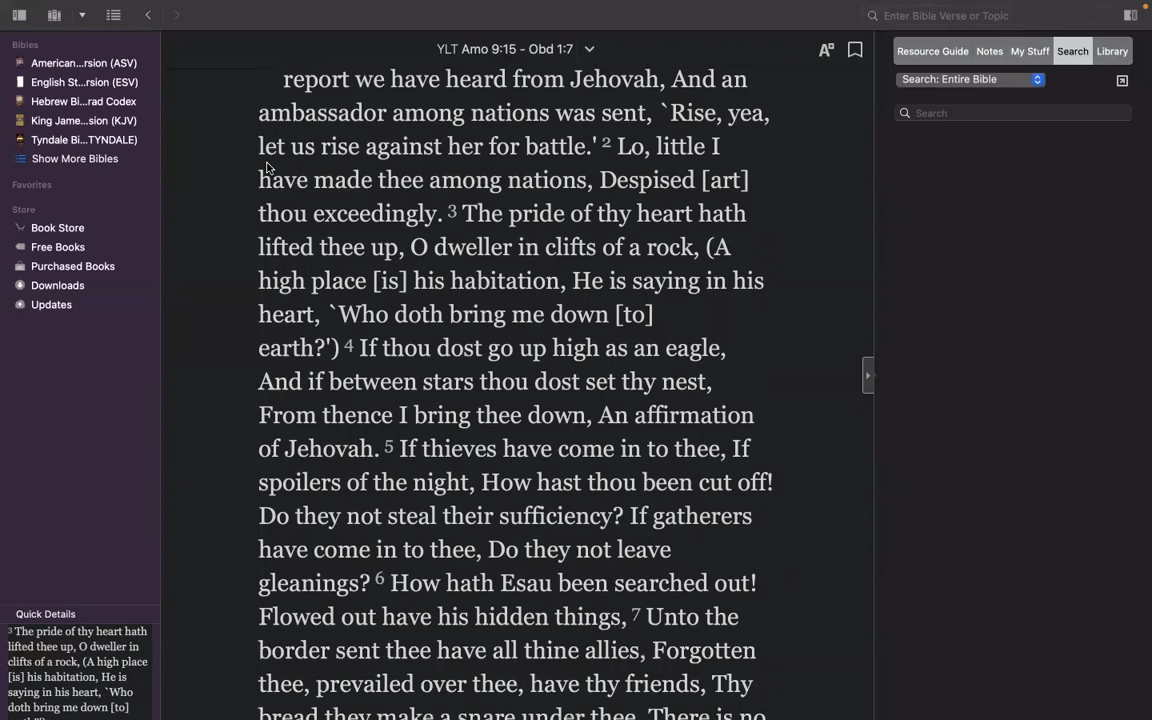 Enter Bible Verse or Topic
Bibles
American...rsion (ASV)
English St...rsion (ESV)
Hebrew Bi...rad Codex
King Jame...rsion (KJV)
Tyndale Bi...TYNDALE)
Show More Bibles
Favorites
Store
Book Store
Free Books
Purchased Books
Downloads
Updates
Quick Details
3 The pride of thy heart hath
lifted thee up, O dweller in
clifts of a rock, (A high place
[is] his habitation, He is
saying in his heart, `Who
doth bring me down [to]
YLT Amo 9:15 - Obd 1:7
report we have heard from Jehovah, And an
ambassador among nations was sent, `Rise, yea,
let us rise against her for battle.' 2 Lo, little I
have made thee among nations, Despised [art]
thou exceedingly. 3 The pride of thy heart hath
lifted thee up, O dweller in clifts of a rock, (A
high place [is] his habitation, He is saying in his
heart, `Who doth bring me down [to]
earth?') 4 If thou dost go up high as an eagle,
And if between stars thou dost set thy nest,
From thence I bring thee down, An affirmation
of Jehovah. 5 If thieves have come in to thee, If
spoilers of the night, How hast thou been cut off!
Do they not steal their sufficiency? If gatherers
have come in to thee, Do they not leave
gleanings? 6 How hath Esau been searched out!
Flowed out have his hidden things, 7 Unto the
border sent thee have all thine allies, Forgotten
thee, prevailed over thee, have thy friends, Thy
bread they make a snare under thee, There is no
Resource Guide
Notes
My Stuff
Search
Library
Search: Entire Bible
Search